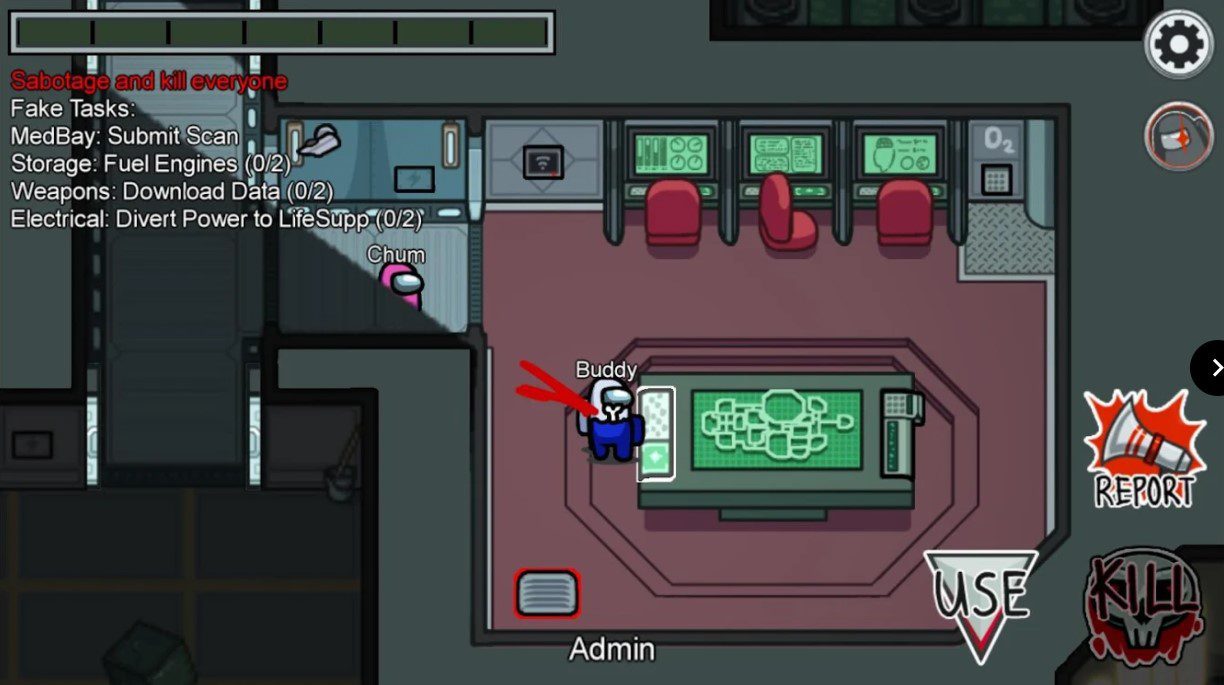 Sabotage and kill everyone
Fake Tasks:
MedBay: Submit Scan
Storage: Fuel Engines (0/2)
Weapons: Download Data (0/2)
Electrical: Divert Power to LifeSupp (0/2)
Chum
Buddy
O2
Admin
USE
REPORT
KILL